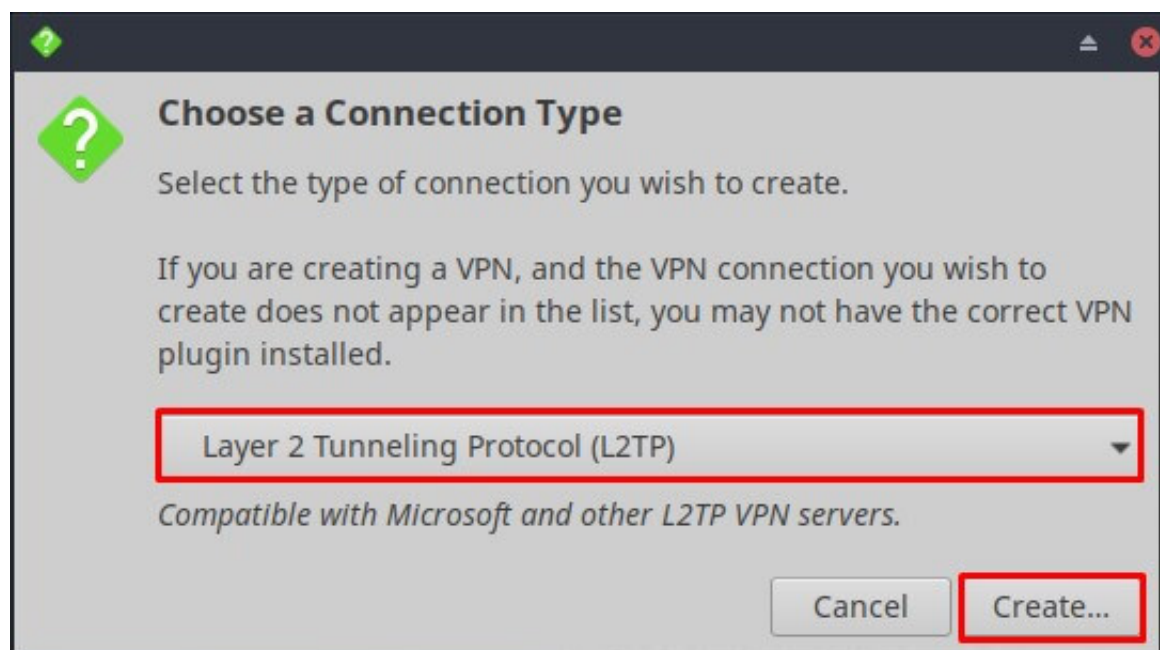 Choose a Connection Type
Select the type of connection you wish to create.
If you are creating a VPN, and the VPN connection you wish to
create does not appear in the list, you may not have the correct VPN
plugin installed.
Layer 2 Tunneling Protocol (L2TP)
Compatible with Microsoft and other L2TP VPN servers.
Cancel Create...